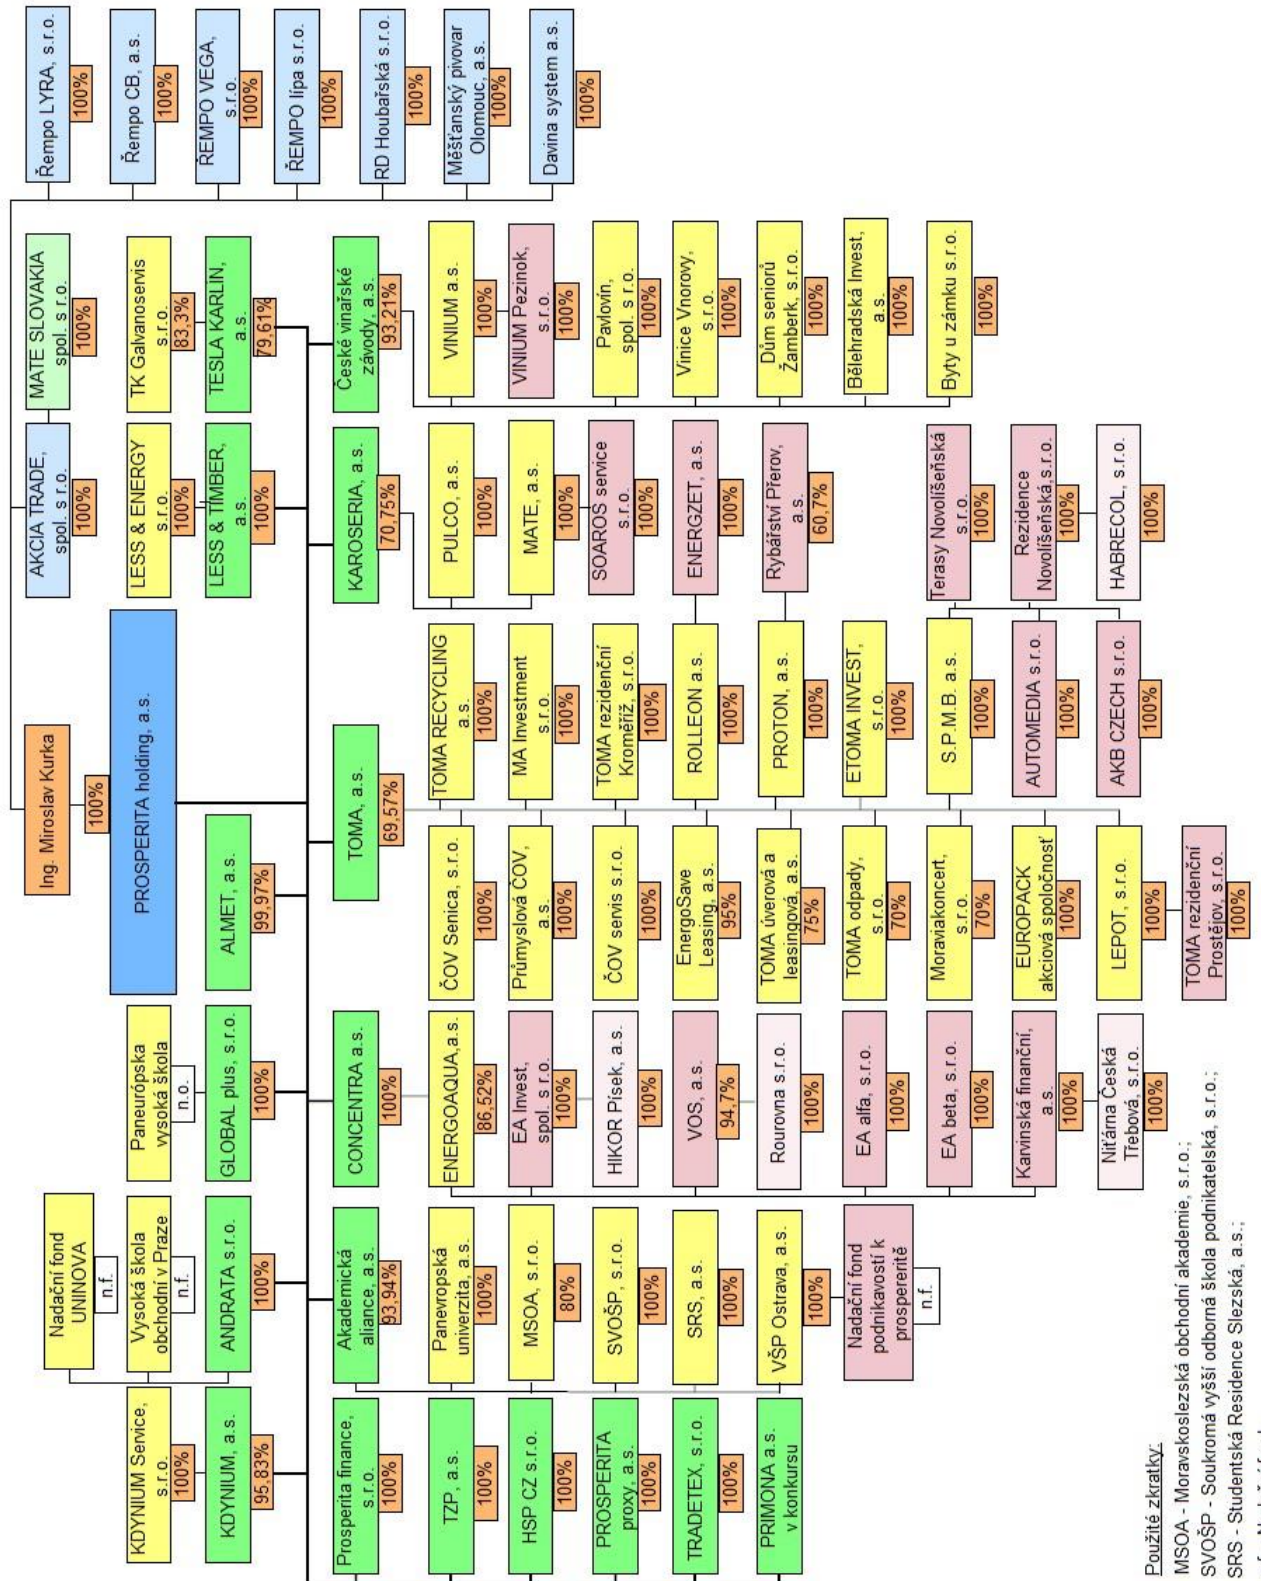 Ing. Miroslav Kurka
100%
PROSPERITA holding, a.s.
AKCIA TRADE,
spol. s r.o.
100%
MATE SLOVAKIA
spol. s r.o.
100%
Řempo LYRA, s.r.o.
100%
Řempo CB, a.s.
100%
ŘEMPO VEGA,
s.r.o.
100%
ŘEMPO lípa s.r.o.
100%
RD Houbařská s.r.o.
100%
Měšťanský pivovar
Olomouc, a.s.
100%
Davina system a.s.
100%
Nadační fond
UNINOVA
n.f.
KDYNIUM Service,
s.r.o.
100%
Vysoká škola
obchodní v Praze
n.f.
Paneurópska
vysoká škola
n.o.
LESS & ENERGY
s.r.o.
100%
TK Galvanoservis
s.r.o.
83,3%
KDYNIUM, a.s.
95,83%
ANDRATA s.r.o.
100%
GLOBAL plus, s.r.o.
100%
ALMET, a.s.
99,97%
LESS & TIMBER,
a.s.
100%
TESLA KARLÍN,
a.s.
79,61%
Prosperita finance,
s.r.o.
100%
Akademická
aliance, a.s.
93,94%
CONCENTRA a.s.
100%
TOMA, a.s.
69,57%
KAROSERIA, a.s.
70,75%
České vinařské
závody, a.s.
93,21%
TZP, a.s.
100%
Panevropská
univerzita, a.s.
100%
ENERGOAQUA,a.s.
86,52%
ČOV Senica, s.r.o.
100%
TOMA RECYCLING
a.s.
100%
PULCO, a.s.
100%
VINIUM a.s.
100%
HSP CZ s.r.o.
100%
MSOA, s.r.o.
80%
EA Invest,
spol. s r.o.
100%
Průmyslová ČOV,
a.s.
100%
MA Investment
s.r.o.
100%
MATE, a.s.
100%
VINIUM Pezinok,
s.r.o.
100%
PROSPERITA
proxy, a.s.
100%
SVOŠP, s.r.o.
100%
HIKOR Písek, a.s.
100%
ČOV servis s.r.o.
100%
TOMA rezidenční
Kroměříž, s.r.o.
100%
SOAROS service
s.r.o.
100%
Pavlovín,
spol. s r.o.
100%
TRADETEX, s.r.o.
100%
SRS, a.s.
100%
VOS, a.s.
94,7%
EnergoSave
Leasing, a.s.
95%
ROLLEON a.s.
100%
ENERGZET, a.s.
100%
Vinice Vnorovy,
s.r.o.
100%
PRIMONA a.s.
v konkursu
VŠP Ostrava, a.s.
100%
Rourovna s.r.o.
100%
TOMA úverová a
leasingová, a.s.
75%
PROTON, a.s.
100%
Rybářství Přerov,
a.s.
60,7%
Dům seniorů
Žamberk, s.r.o.
100%
Nadační fond
podnikavostí k
prospereritě
n.f.
EA alfa, s.r.o.
100%
TOMA odpady,
s.r.o.
70%
ETOMA INVEST,
s.r.o.
100%
Bělehradská Invest,
a.s.
100%
EA beta, s.r.o.
100%
Moraviakoncert,
s.r.o.
70%
S.P.M.B. a.s.
100%
Terasy Novolíšeňská
s.r.o.
100%
Byty u zámku s.r.o.
100%
Karvinská finanční,
a.s.
100%
EUROPACK
akciová spoločnosť
100%
AUTOMEDIA s.r.o.
100%
Rezidence
Novolíšeňská,s.r.o.
100%
Niťárna Česká
Třebová, s.r.o.
100%
LEPOT, s.r.o.
100%
AKB CZECH s.r.o.
100%
HABRECOL, s.r.o.
100%
TOMA rezidenční
Prostějov, s.r.o.
100%
Použité zkratky:
MSOA - Moravskoslezská obchodní akademie, s.r.o.;
SVOŠP - Soukromá vyšší odborná škola podnikatelská, s.r.o.;
SRS - Studentská Residence Slezská, a.s.;